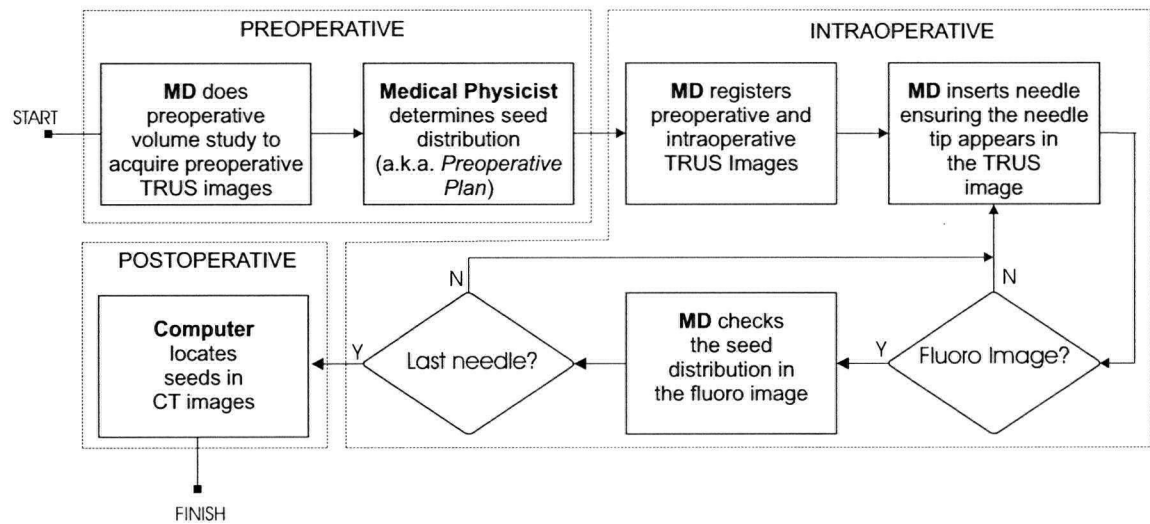 PREOPERATIVE
INTRAOPERATIVE
START
MD does
preoperative
volume study to
acquire preoperative
TRUS images
Medical Physicist
determines seed
distribution
(a.k.a. Preoperative
Plan)
MD registers
preoperative and
intraoperative
TRUS Images
MD inserts needle
ensuring the needle
tip appears in
the TRUS
image
POSTOPERATIVE
Computer
locates
seeds in
CT images
Y
Last needle?
N
MD checks
the seed
distribution in
the fluoro image
Y
Fluoro Image?
N
FINISH